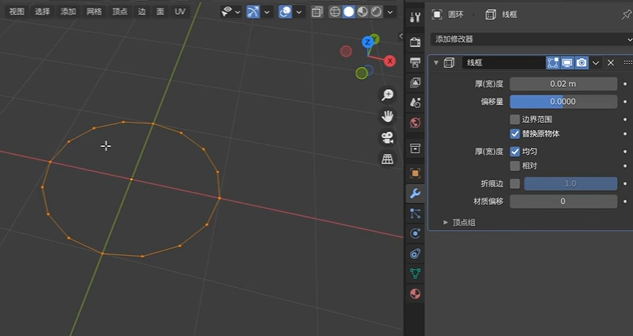 视图 选择 添加 网格 顶点 边 面 UV
圆环 线框
添加修改器
线框
厚(宽)度 0.02 m
偏移量 0.0000
边界范围
替换原物体
厚(宽)度 均匀
相对
折痕边 1.0
材质偏移 0
顶点组
Z
X